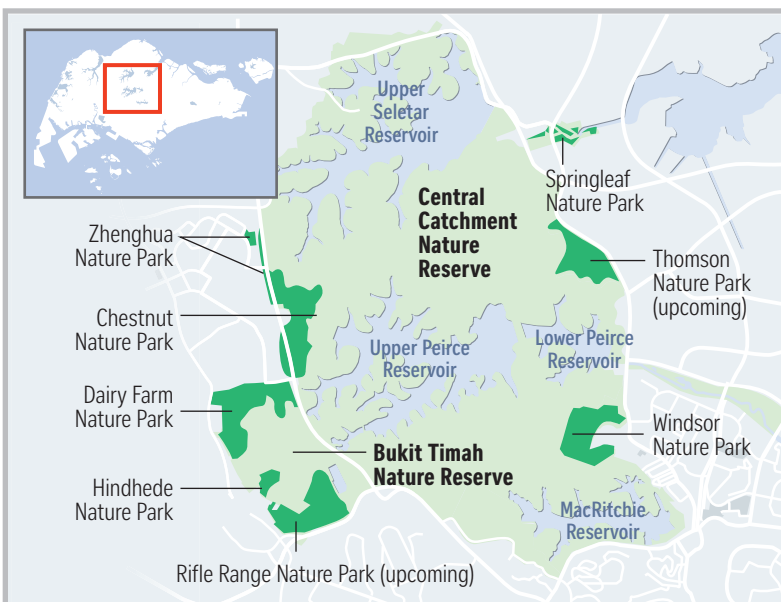 Upper
Seletar
Reservoir
Springleaf
Nature Park
Central
Catchment
Nature
Reserve
Zhenghua
Nature Park
Thomson
Nature Park
(upcoming)
Chestnut
Nature Park
Upper Peirce
Reservoir
Lower Peirce
Reservoir
Dairy Farm
Nature Park
Windsor
Nature Park
Bukit Timah
Nature Reserve
Hindhede
Nature Park
MacRitchie
Reservoir
Rifle Range Nature Park (upcoming)